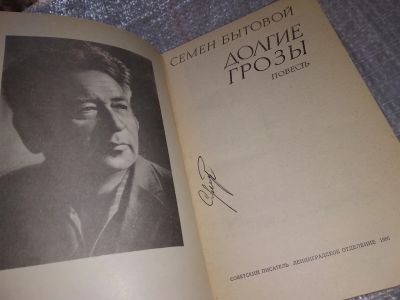 СЕМЕН БЫТОВОЙ
ДОЛГИЕ
ГРОЗЫ
ПОВЕСТЬ
СОВЕТСКИЙ ПИСАТЕЛЬ ЛЕНИНГРАДСКОЕ ОТДЕЛЕНИЕ